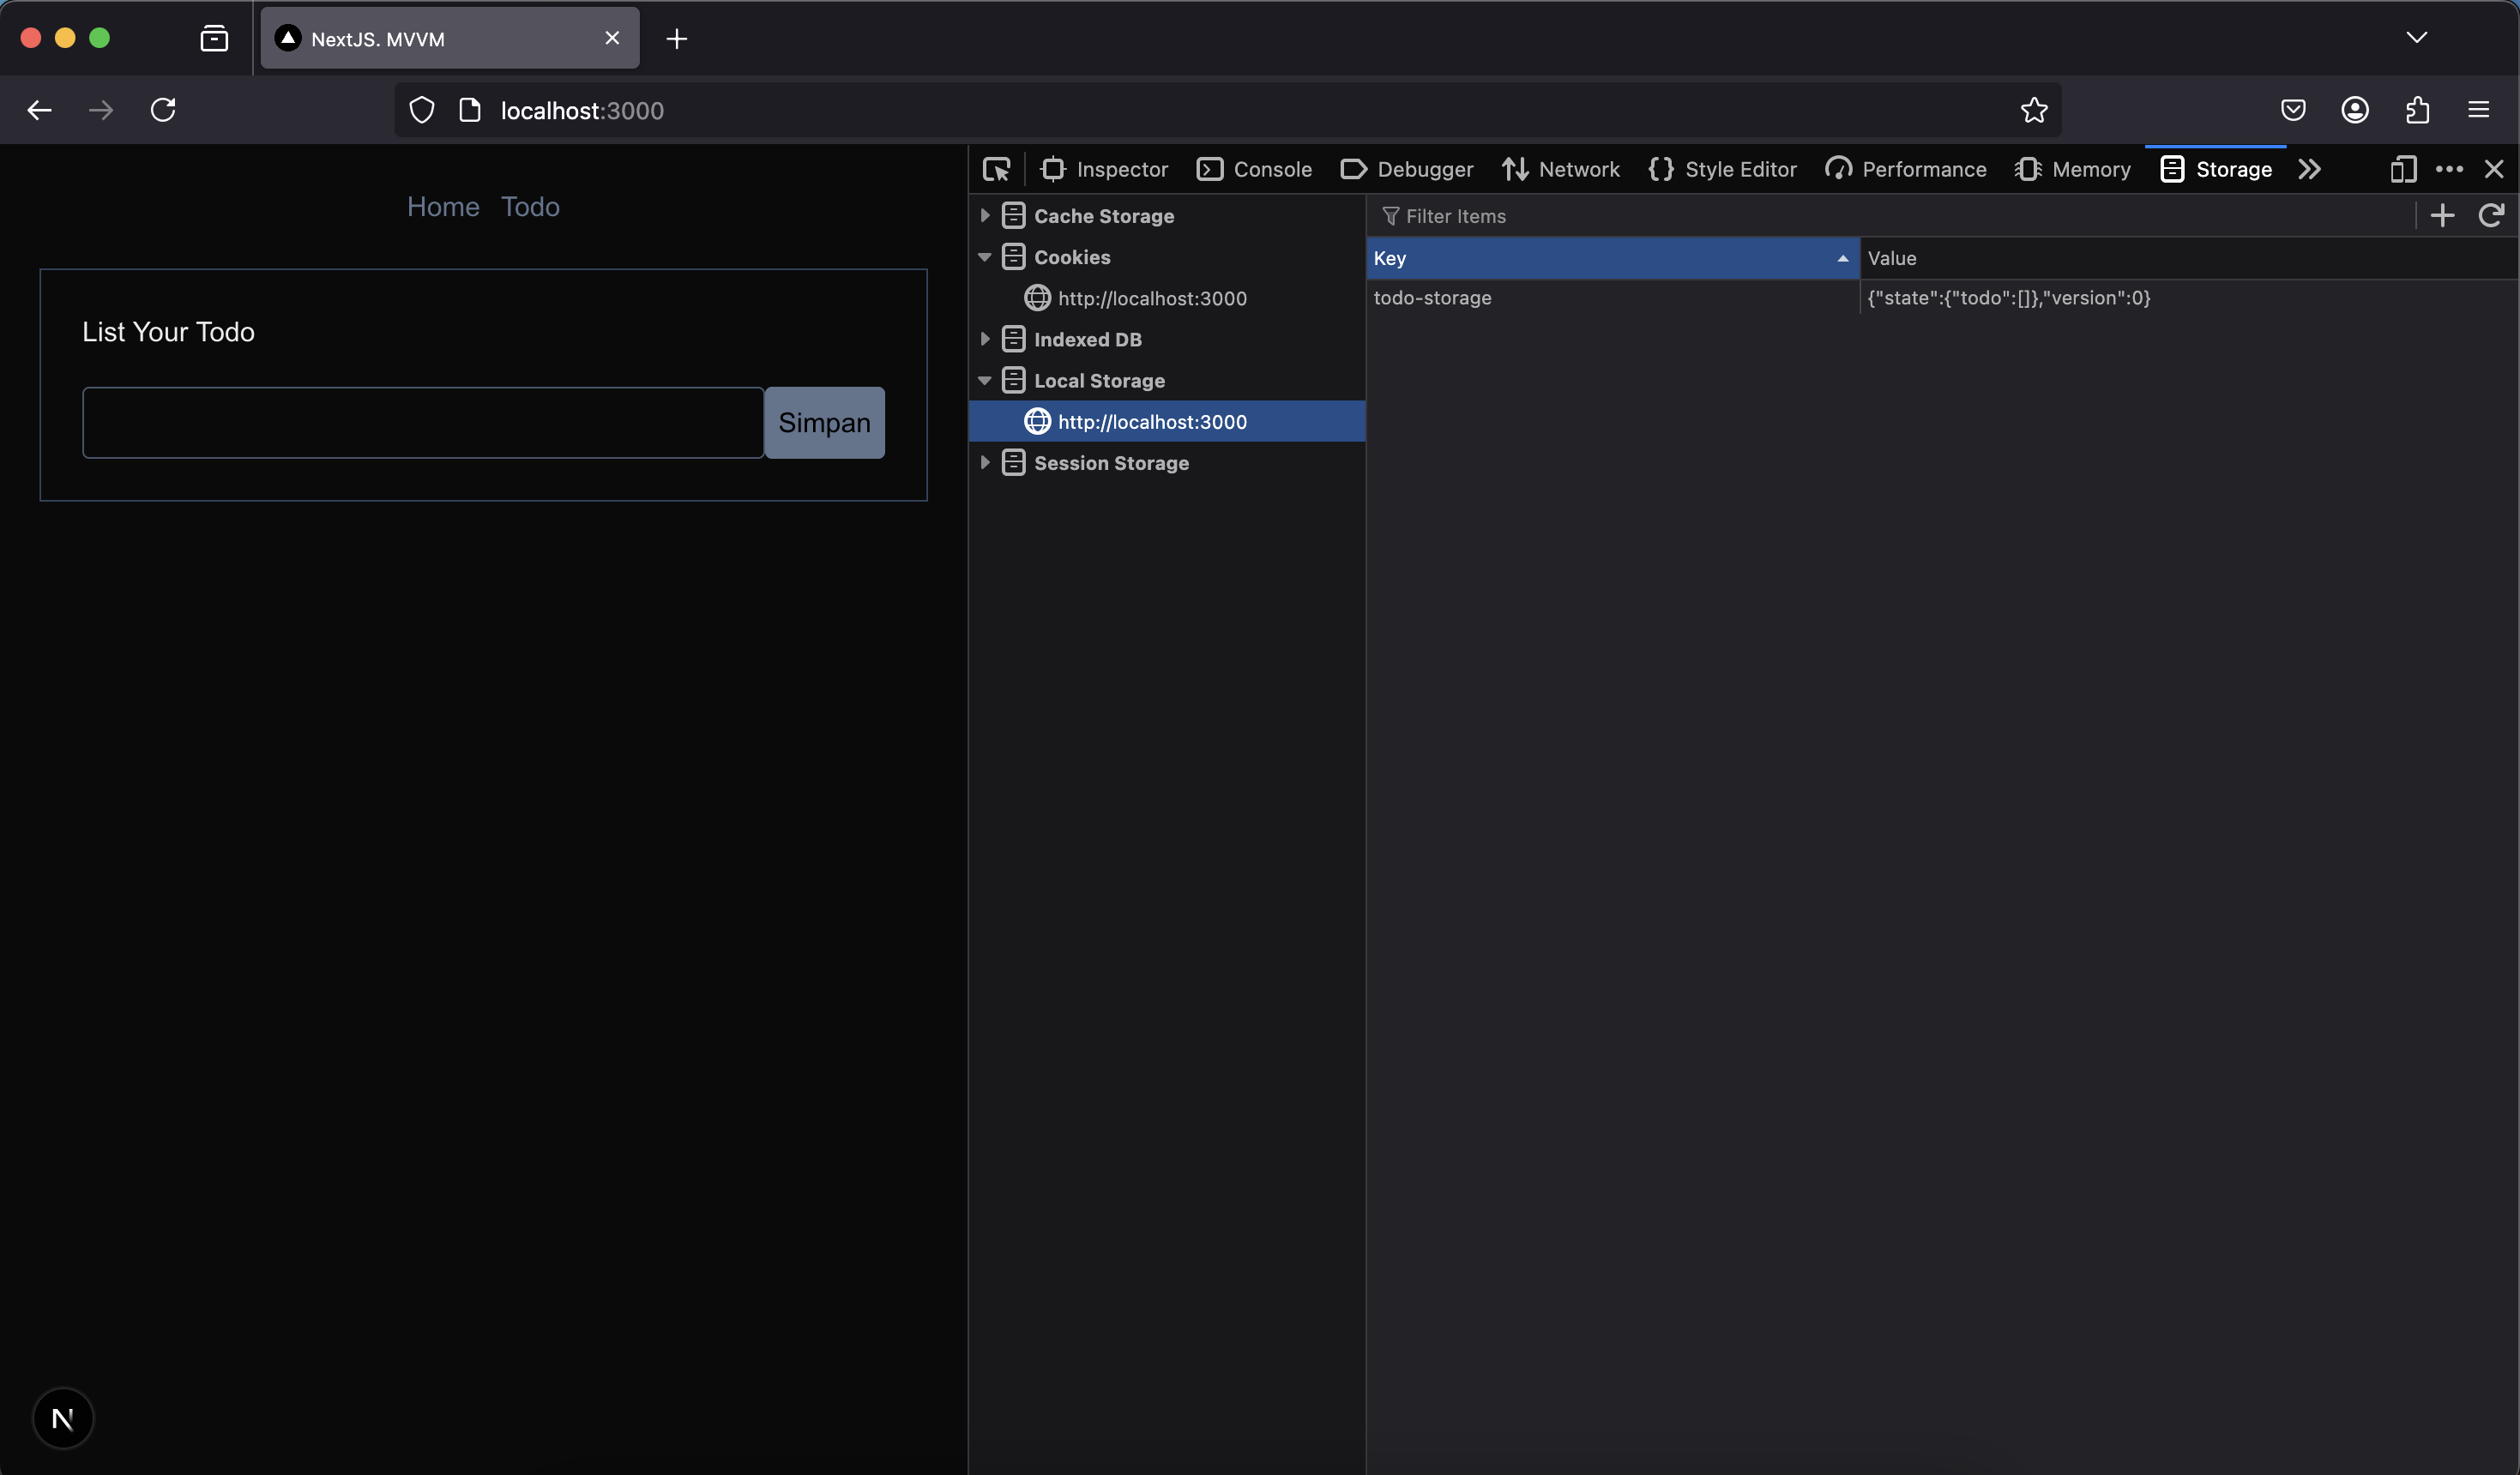 NextJS. MVVM
localhost:3000
Home Todo
List Your Todo
Simpan
N
Inspector Console Debugger Network Style Editor Performance Memory Storage
Cache Storage
Cookies
http://localhost:3000
Indexed DB
Local Storage
http://localhost:3000
Session Storage
Filter Items
Key Value
todo-storage {"state":{"todo":[]},"version":0}